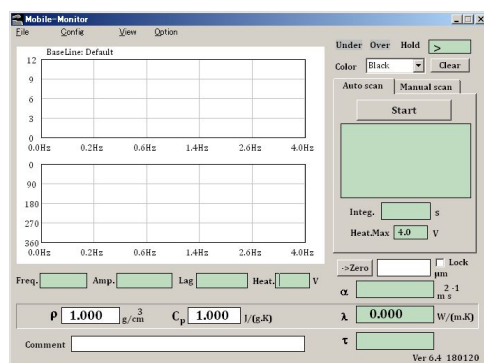 Mobile-Monitor
File Config View Option
BaseLine: Default
12
9
6
3
0
0.0Hz 0.2Hz 0.6Hz 1.4Hz 2.6Hz 4.0Hz
0
90
180
270
360
0.0Hz 0.2Hz 0.6Hz 1.4Hz 2.6Hz 4.0Hz
Freq. Amp. Lag Heat. V
ρ 1.000 g/cm 3 Cp 1.000 J/(g.K)
Comment
Under Over Hold >
Color Black Clear
Auto scan Manual scan
Start
Integ. s
Heat.Max 4.0 V
->Zero Lock
μm
α 2 -1
m s
λ 0.000 W/(m.K)
τ
Ver 6.4 180120